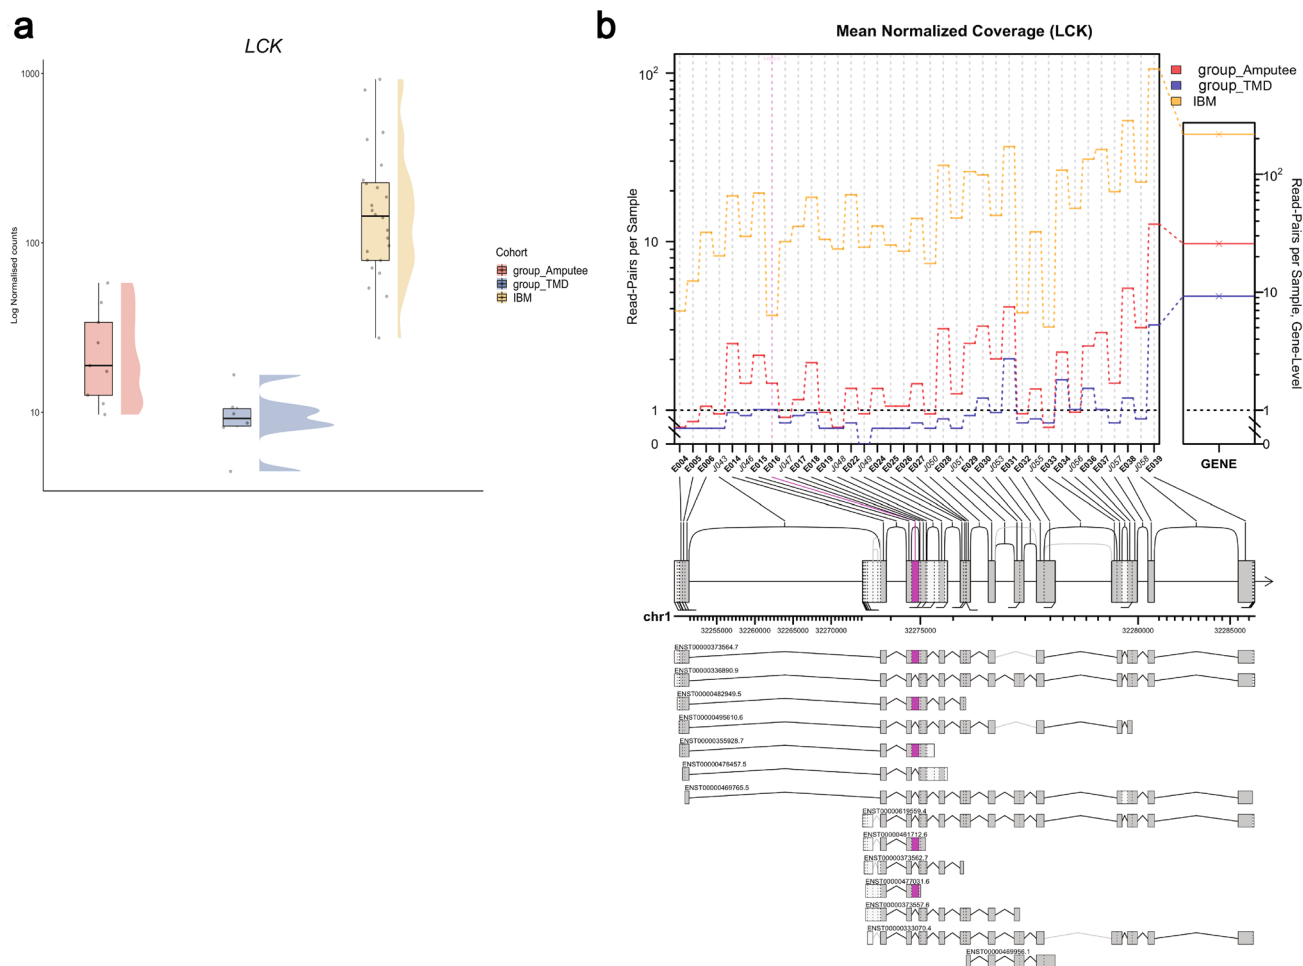 a
LCK
1000
100
10
Log Normalised counts
Cohort
group_Amputee
group_TMD
IBM
b
Mean Normalized Coverage (LCK)
10²
10
1
0
Read-Pairs per Sample
group_Amputee
group_TMD
IBM
10²
10
1
0
Read-Pairs per Sample, Gene-Level
E004 E005 E006 J043 E014 J046 E015 E016 J047 E017 E018 E019 J048 E022 J049 E024 E025 E026 E027 J050 E028 J051 E029 E030 J053 E031 E032 J055 E033 E034 J056 E036 E037 J057 E038 J058 E039
GENE
chr1
32255000 32260000 32265000 32270000 32275000 32280000 32285000
ENST00000373564.7
ENST00000336890.9
ENST00000482949.5
ENST00000495610.6
ENST00000355928.7
ENST00000476457.5
ENST00000469765.5
ENST00000619559.4
ENST00000461712.6
ENST00000373562.7
ENST00000477031.6
ENST00000373557.6
ENST00000333070.4
ENST00000469956.1